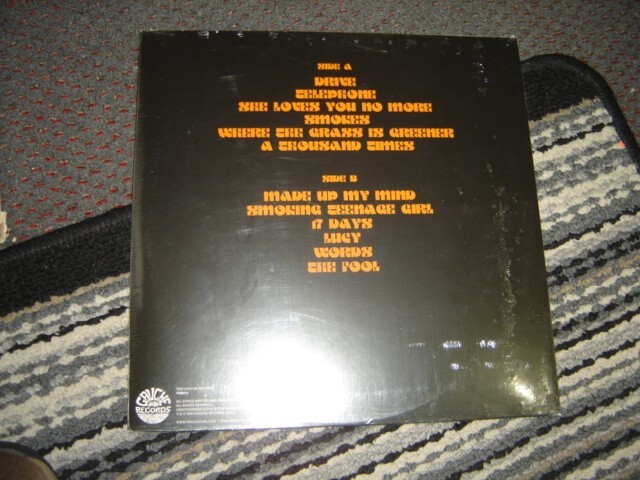 SIDE A
DRIVE
TELEPHONE
SHE LOVES YOU NO MORE
SMOKES
WHERE THE GRASS IS GREENER
A THOUSAND TIMES
SIDE B
MADE UP MY MIND
SMOKING TEENAGE GIRL
17 DAYS
LUCY
WORDS
THE FOOL
GAUCHE
RECORDS